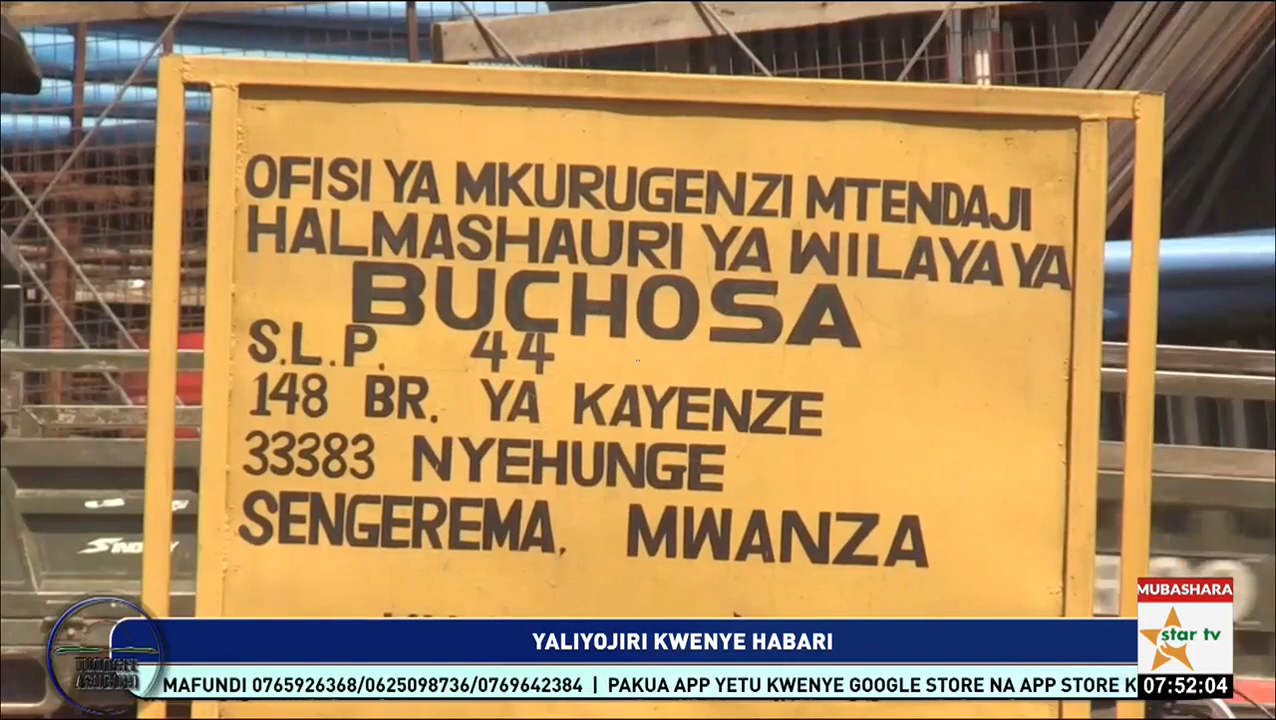 OFISI YA MKURUGENZI MTENDAJI
HALMASHAURI YA WILAYA YA
BUCHOSA
S.L.P. 44
148 BR. YA KAYENZE
33383 NYEHUNGE
SENGEREMA, MWANZA
MUBASHARA
star tv
YALIYOJIRI KWENYE HABARI
MAFUNDI 0765926368/0625098736/0769642384 | PAKUA APP YETU KWENYE GOOGLE STORE NA APP STORE K
07:52:04